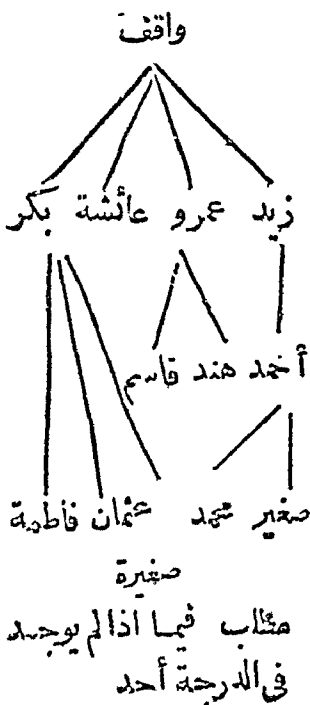 واقف
زيد عمرو عائشة بكر
أحمد هند قاسم
صغير محمد عثمان فاطمة
صغيرة
مثاب فيما اذا لم يوجد
في الدرجة أحد